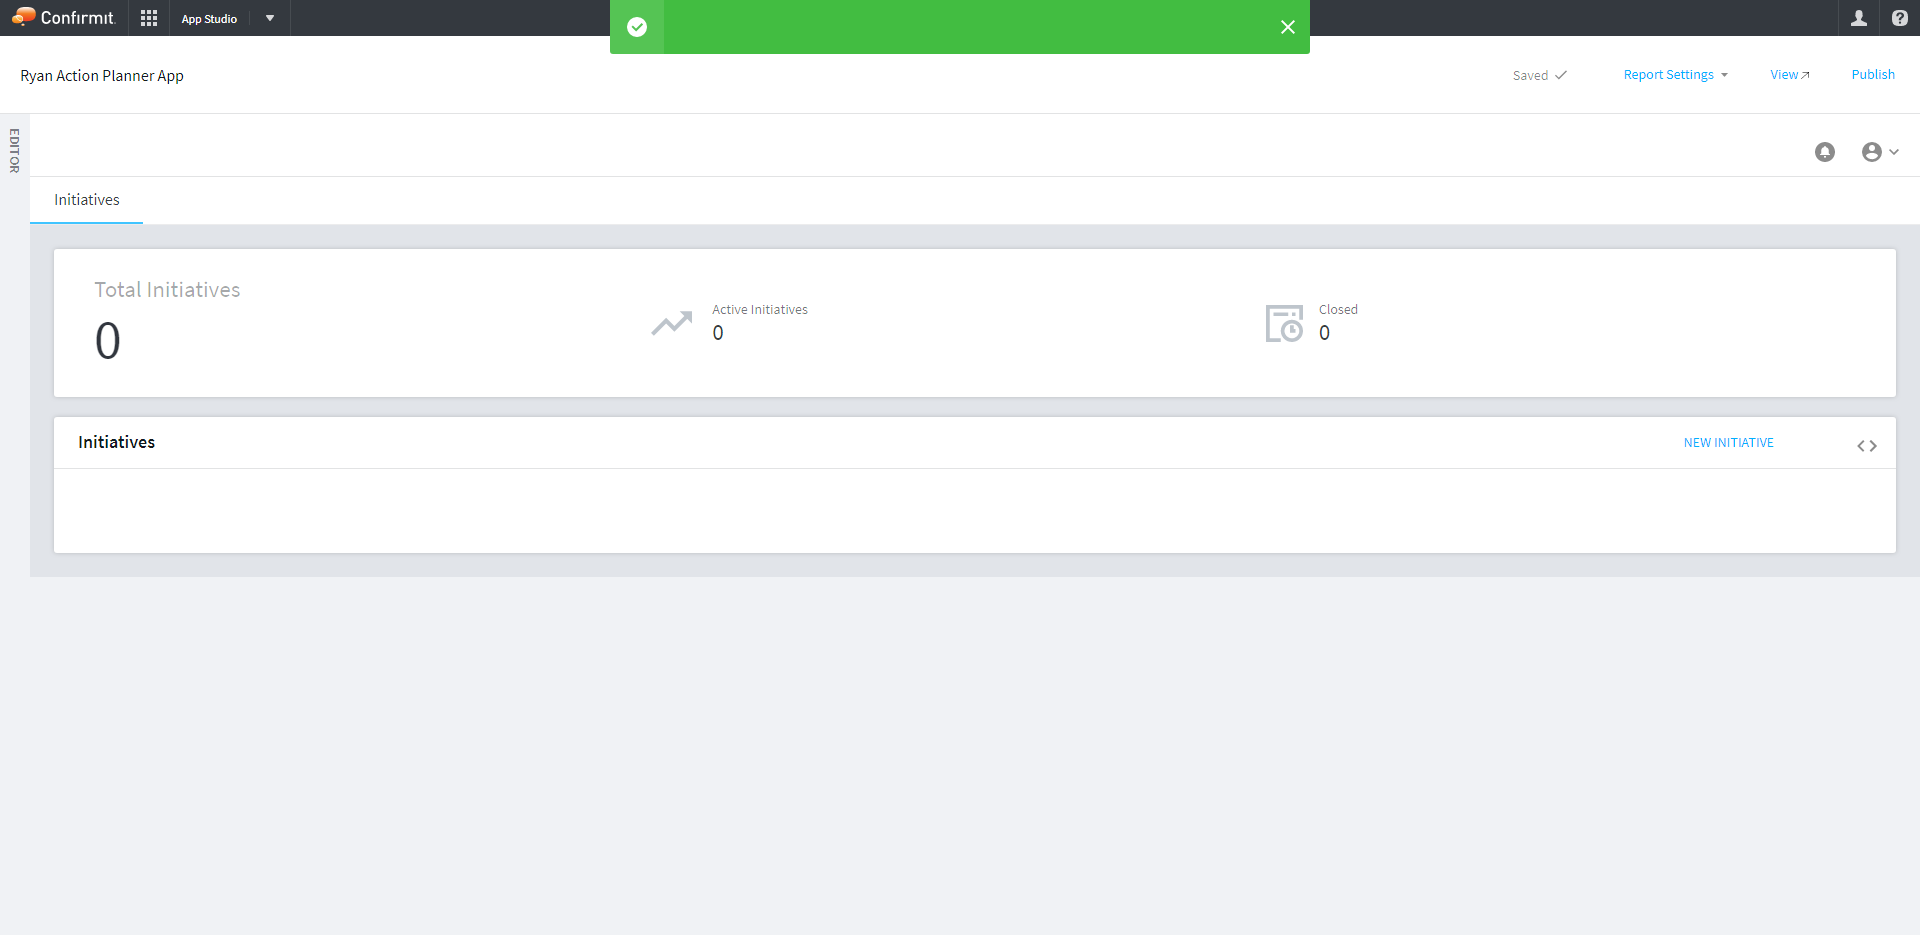 Confirmit
App Studio
Ryan Action Planner App
Saved
Report Settings
View
Publish
EDITOR
Initiatives
Total Initiatives
0
Active Initiatives
0
Closed
0
Initiatives
NEW INITIATIVE